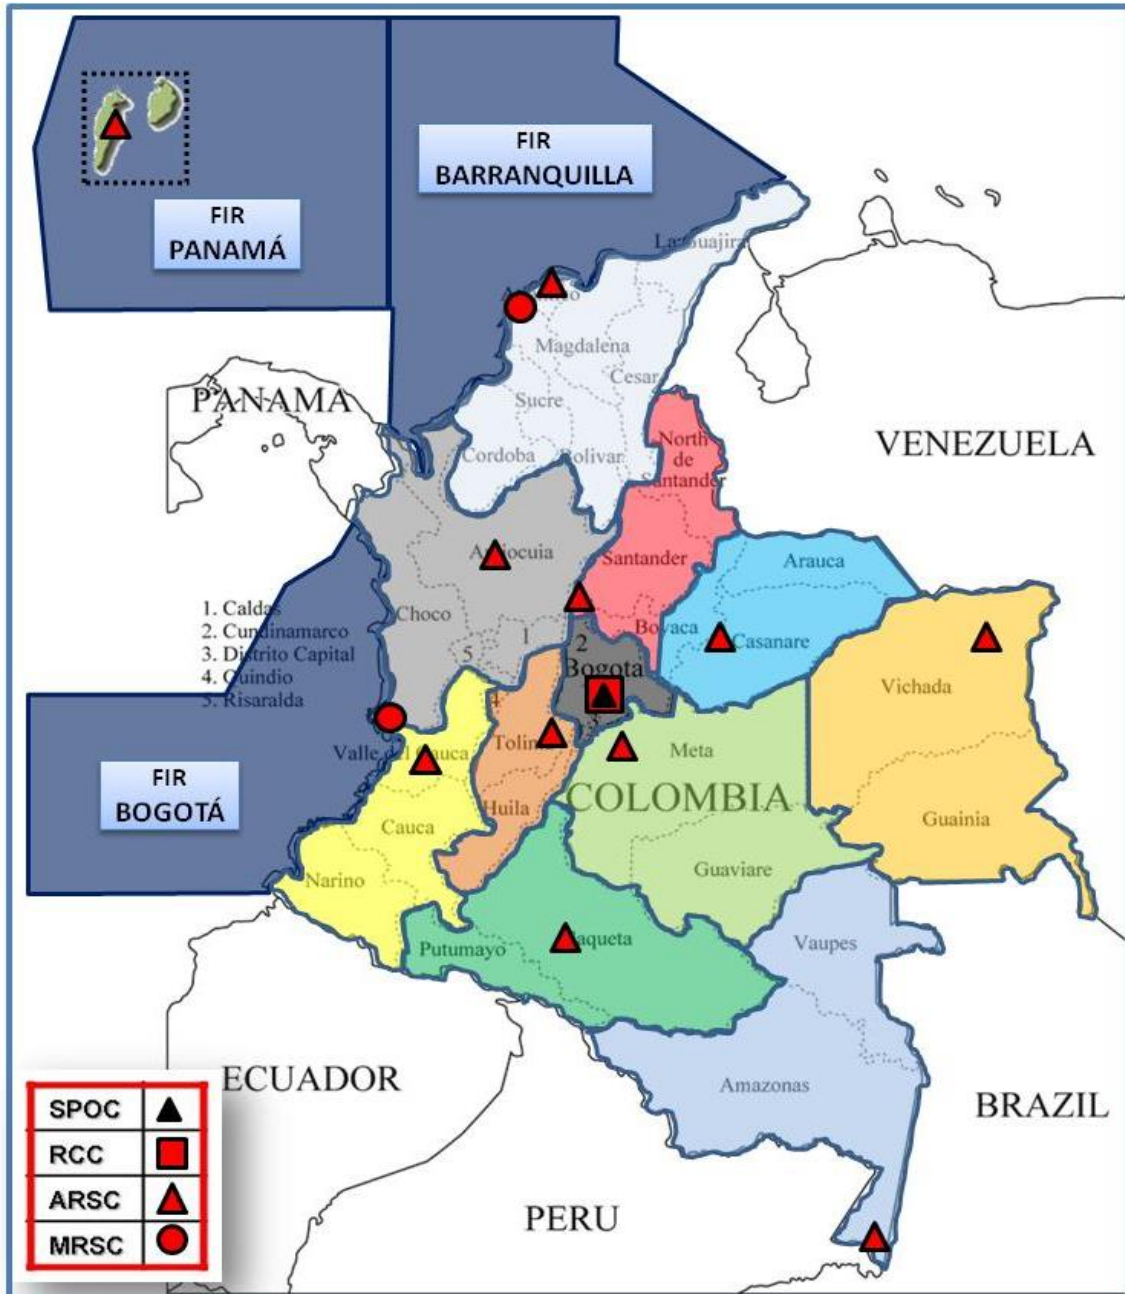 FIR
BARRANQUILLA
FIR
PANAMÁ
La Guajira
Magdalena
Cesar
PANAMA
Sucre
VENEZUELA
North
de
Santander
Cordoba
Bolivar
Santander
Arauca
Choco
1. Caldas
2. Cundinamarco
3. Distrito Capital
4. Quindio
5. Risaralda
1
2
5
Boyaca
Casanare
Bogota
Vichada
4
3
Valle del Cauca
Meta
FIR
BOGOTÁ
COLOMBIA
Huila
Cauca
Guainia
Guaviare
Narino
Putumayo
Vaupes
ECUADOR
Amazonas
BRAZIL
PERU
SPOC
RCC
ARSC
MRSC